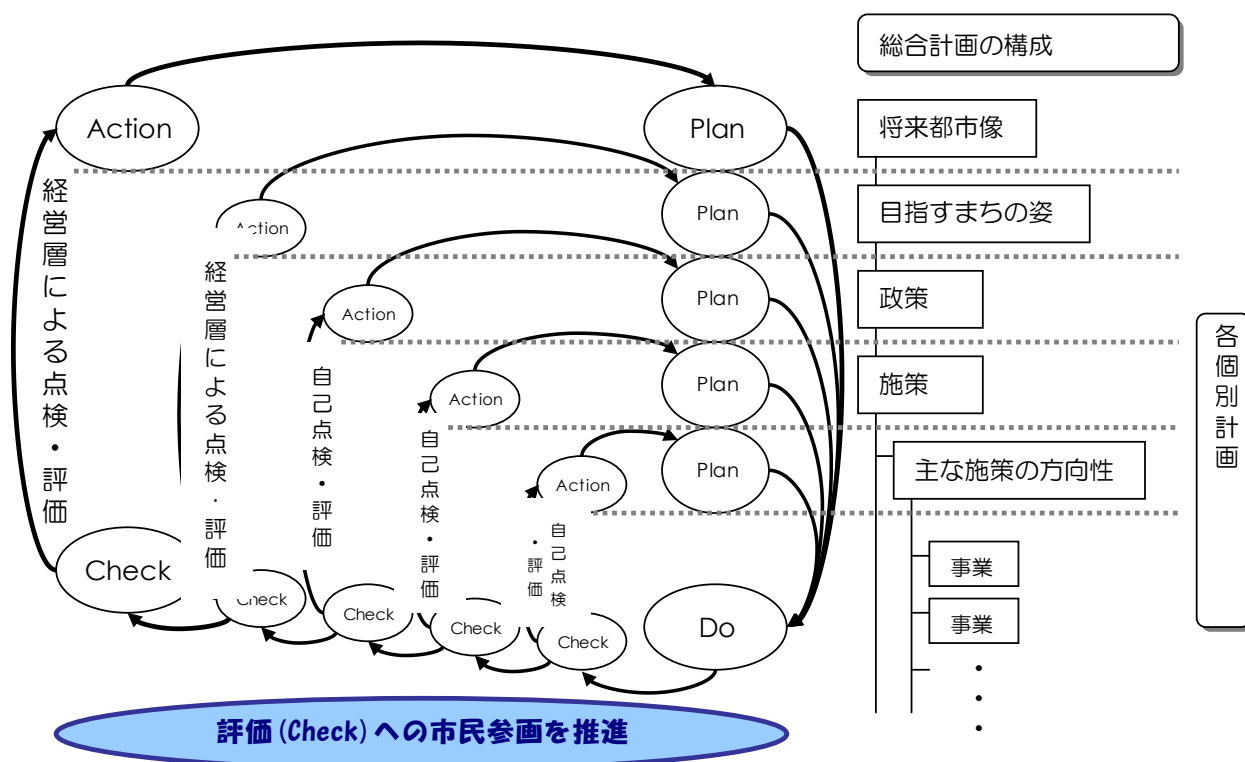 総合計画の構成
Action
Plan
将来都市像
経営層による点検・評価
Action
Plan
目指すまちの姿
経営層による点検・評価
Action
Plan
政策
自己点検・評価
Action
Plan
施策
自己点検・評価
Action
Plan
主な施策の方向性
自己点検
・評価
各個別計画
Check
Check
Check
Check
Check
Do
事業
事業
・
・
・
評価(Check)への市民参画を推進